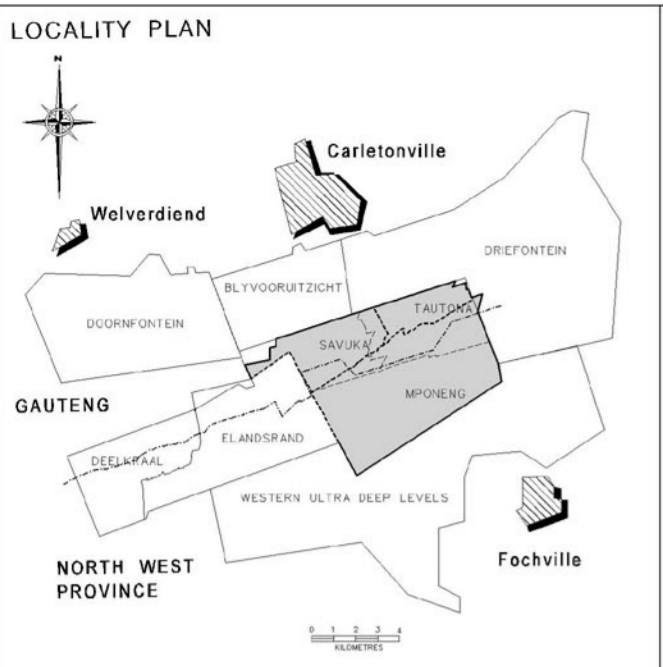 LOCALITY PLAN
N
Carletonville
Welverdiend
DRIEFONTEIN
BLYVOORUITZICHT
DOORNFONTEIN
TAUTONA
SAVUKA
MPONENG
GAUTENG
ELANDSRAND
DEELKRAAL
WESTERN ULTRA DEEP LEVELS
Fochville
NORTH WEST
PROVINCE
0 1 2 3 4
KILOMETRES